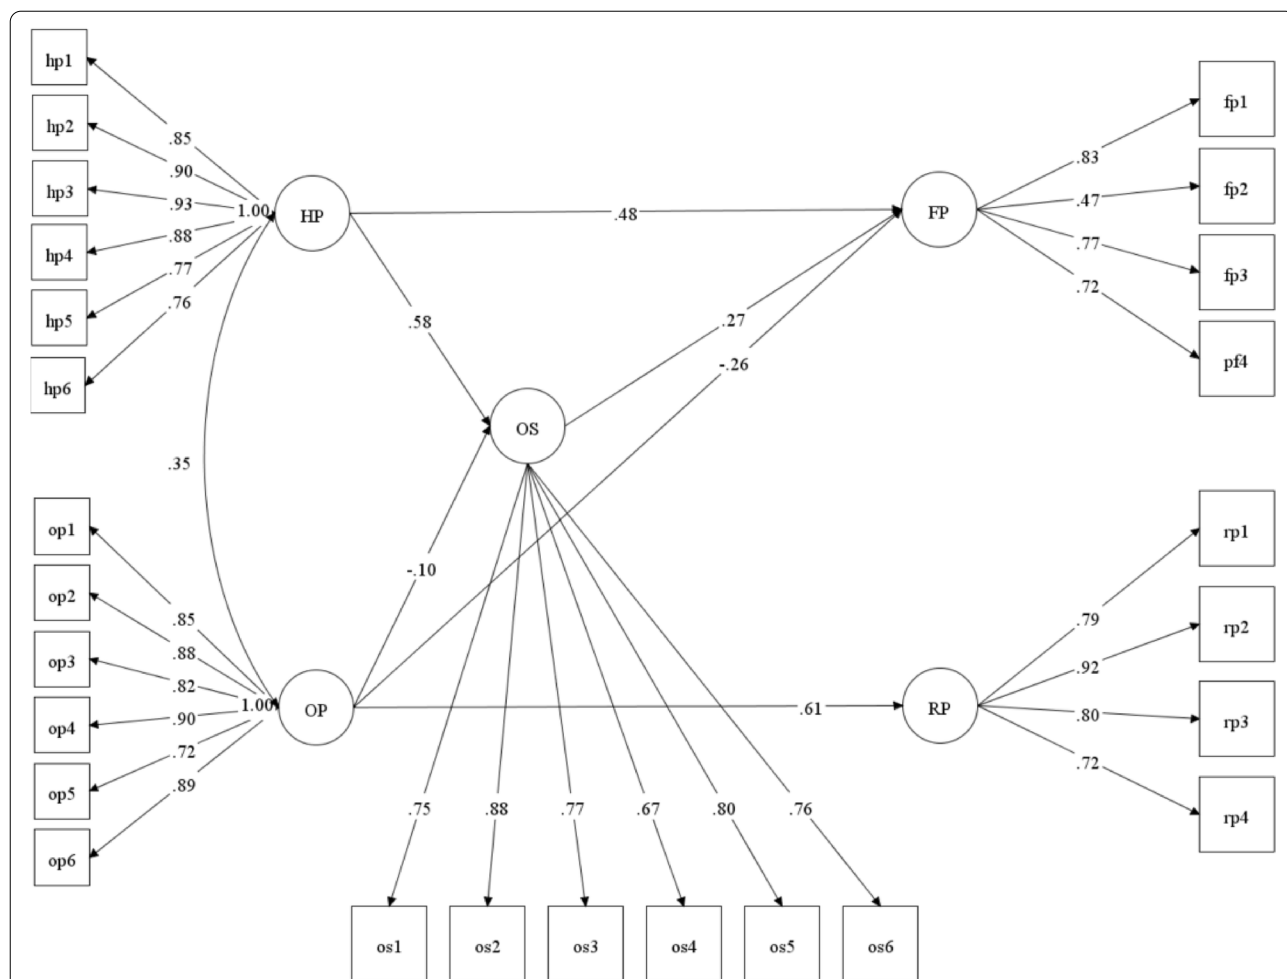 hp1
hp2
hp3
hp4
hp5
hp6
.85
.90
.93
.88
.77
.76
1.00
HP
.48
FP
.83
.47
.77
.72
fp1
fp2
fp3
pf4
.58
.27
-.26
OS
.35
-.10
op1
op2
op3
op4
op5
op6
.85
.88
.82
.90
.72
.89
1.00
OP
.61
RP
.79
.92
.80
.72
rp1
rp2
rp3
rp4
.75
.88
.77
.67
.80
.76
os1
os2
os3
os4
os5
os6